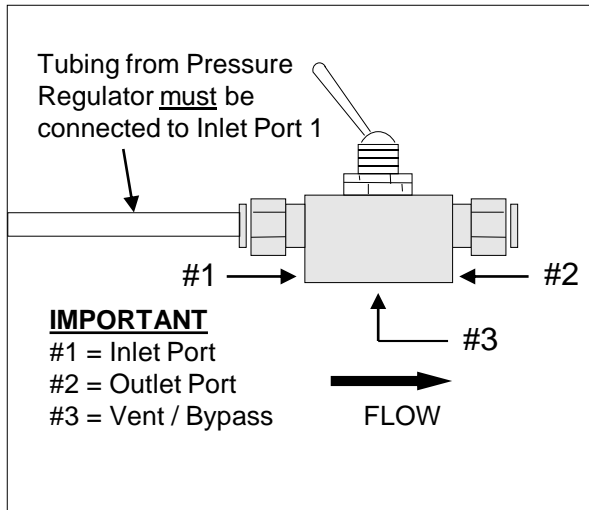 Tubing from Pressure
Regulator must be
connected to Inlet Port 1
#1
#2
#3
IMPORTANT
#1 = Inlet Port
#2 = Outlet Port
#3 = Vent / Bypass
FLOW